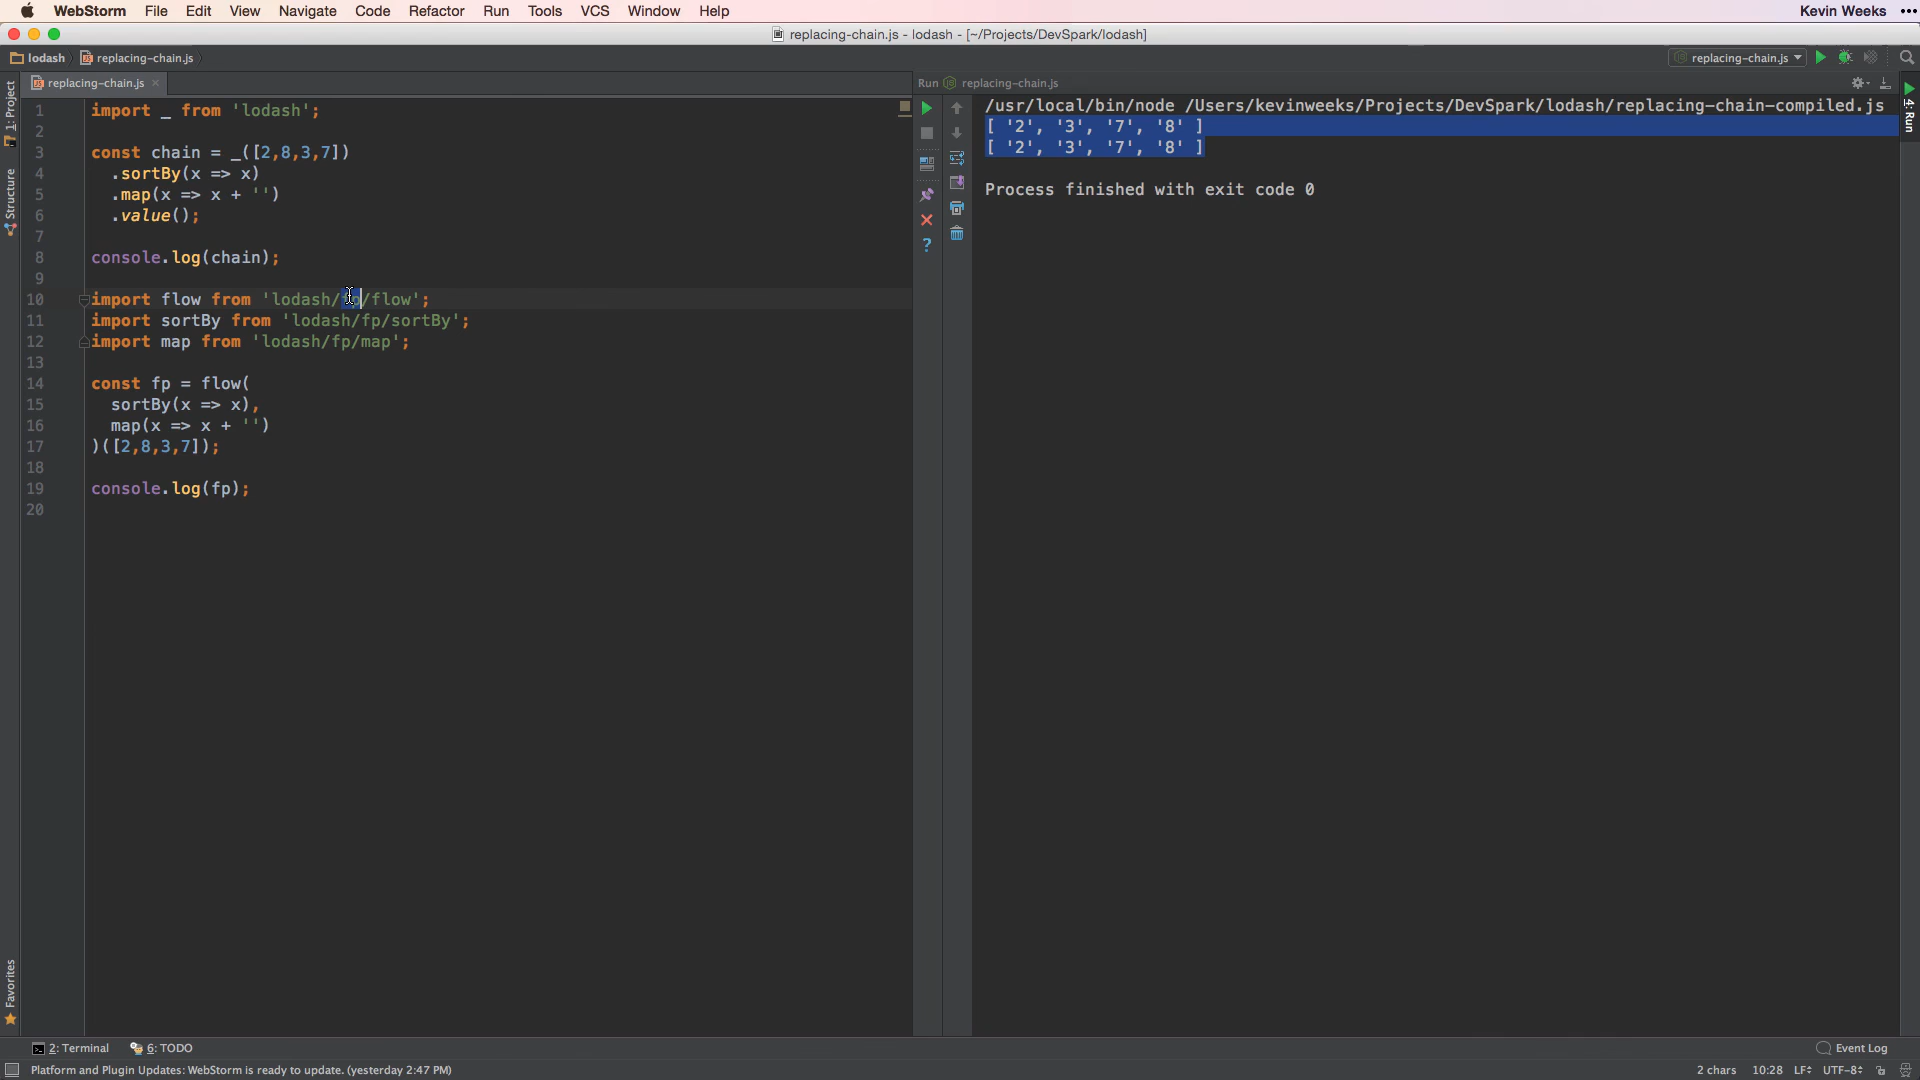 WebStorm File Edit View Navigate Code Refactor Run Tools VCS Window Help Kevin Weeks
replacing-chain.js - lodash - [~/Projects/DevSpark/lodash]
lodash replacing-chain.js replacing-chain.js
replacing-chain.js
Run replacing-chain.js
1: Project
Structure
Favorites
4: Run
1 import _ from 'lodash';
2
3 const chain = _([2,8,3,7])
4 .sortBy(x => x)
5 .map(x => x + '')
6 .value();
7
8 console.log(chain);
9
10 import flow from 'lodash/fp/flow';
11 import sortBy from 'lodash/fp/sortBy';
12 import map from 'lodash/fp/map';
13
14 const fp = flow(
15 sortBy(x => x),
16 map(x => x + '')
17 )([2,8,3,7]);
18
19 console.log(fp);
20
/usr/local/bin/node /Users/kevinweeks/Projects/DevSpark/lodash/replacing-chain-compiled.js
[ '2', '3', '7', '8' ]
[ '2', '3', '7', '8' ]
Process finished with exit code 0
2: Terminal 6: TODO Event Log
Platform and Plugin Updates: WebStorm is ready to update. (yesterday 2:47 PM) 2 chars 10:28 LF UTF-8